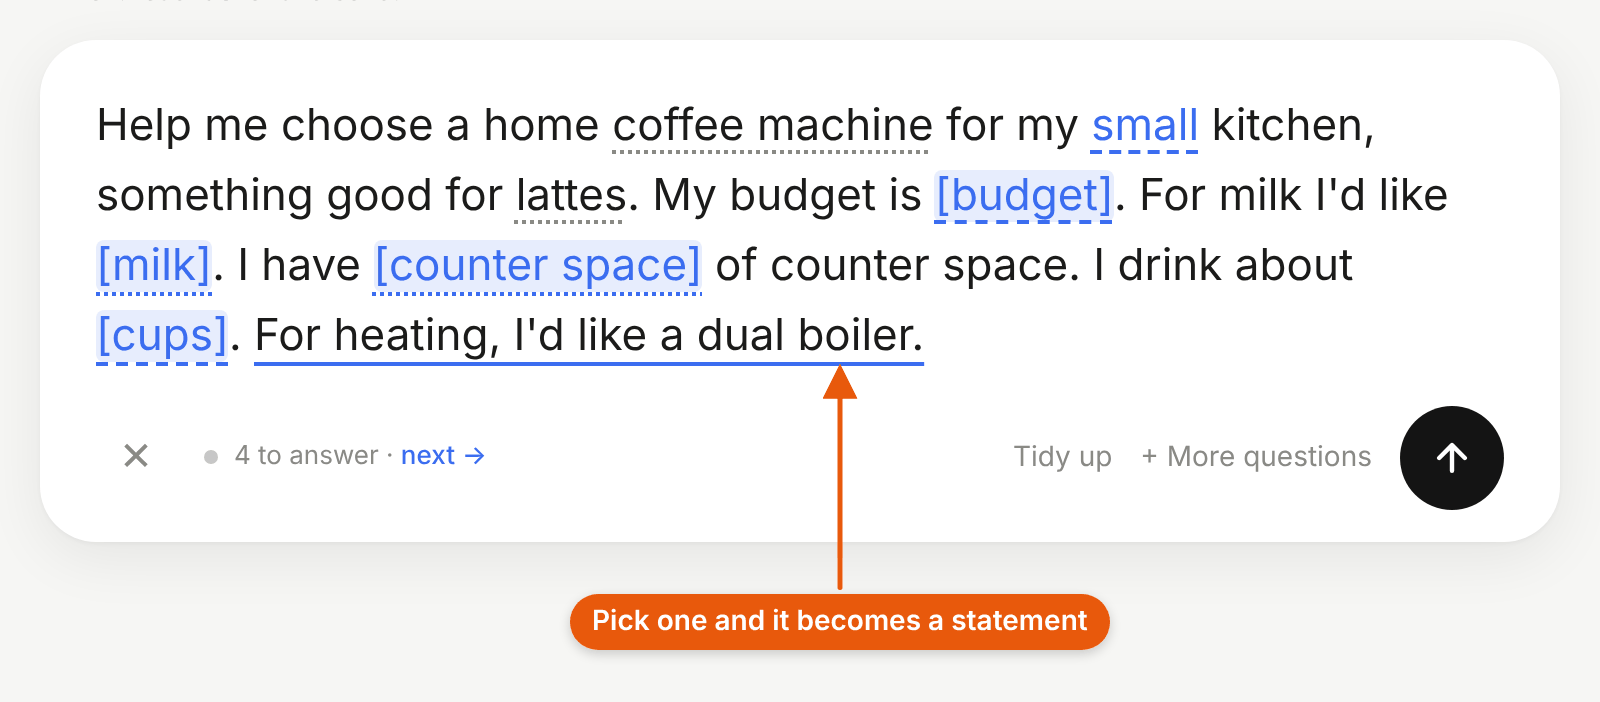 Help me choose a home coffee machine for my small kitchen,
something good for lattes. My budget is [budget]. For milk I'd like
[milk]. I have [counter space] of counter space. I drink about
[cups]. For heating, I'd like a dual boiler.
4 to answer · next →
Tidy up + More questions
Pick one and it becomes a statement